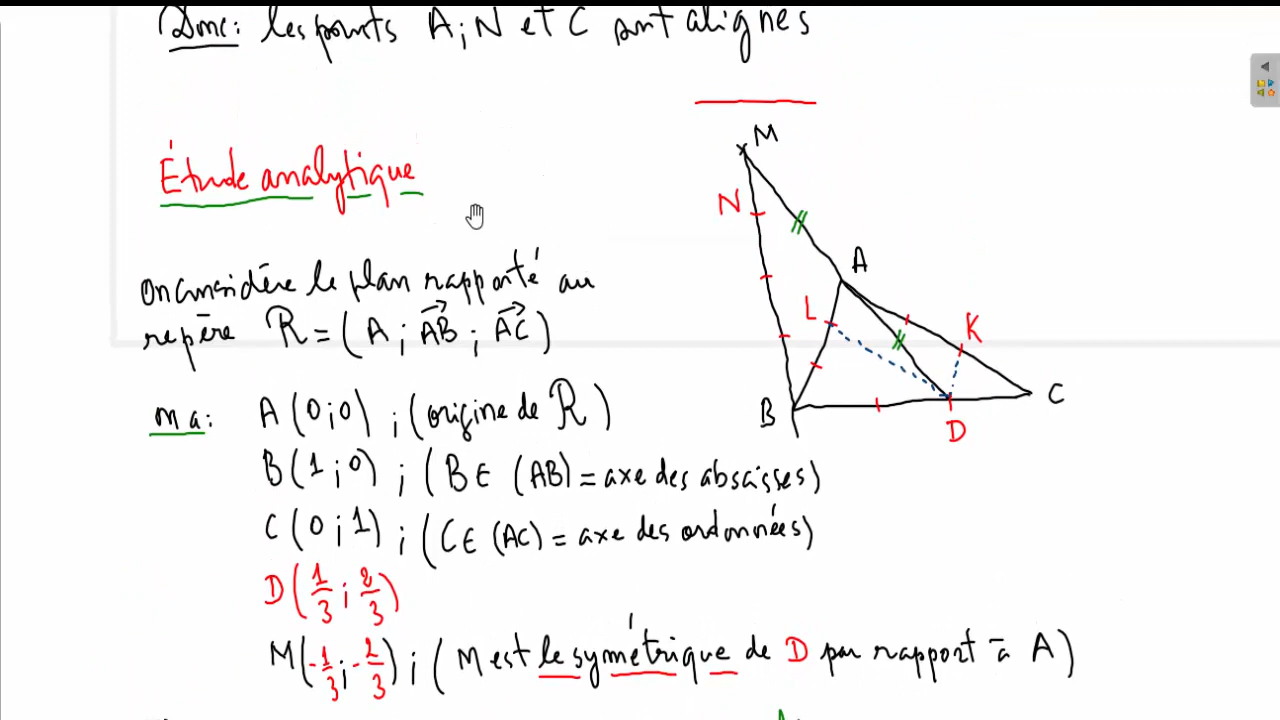 Donc: les points A; N et C sont alignés
Étude analytique
On considère le plan rapporté au
repère R = (A ; AB ; AC)
on a: A(0;0) ; (origine de R)
B(1;0) ; (B ∈ (AB) = axe des abscisses)
C(0;1) ; (C ∈ (AC) = axe des ordonnées)
D(1/3 ; 2/3)
M(-1/3 ; -2/3) ; (M est le symétrique de D par rapport à A)
M
N
A
L
K
B
C
D